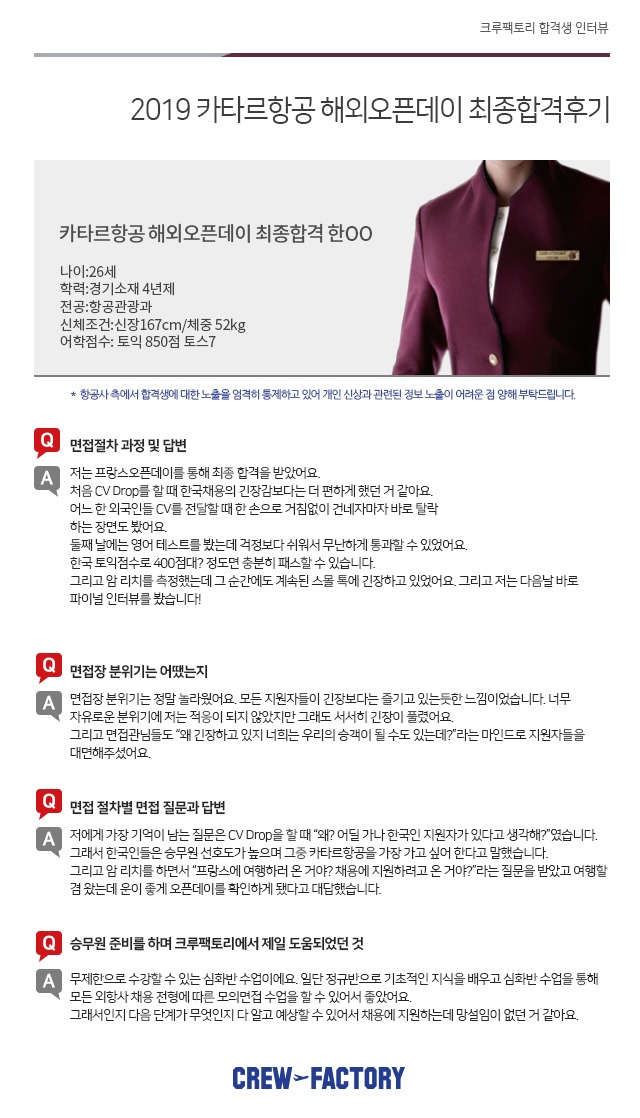 크루팩토리 합격생 인터뷰
2019 카타르항공 해외오픈데이 최종합격후기
카타르항공 해외오픈데이 최종합격 한OO
나이:26세
학력:경기소재 4년제
전공:항공관광과
신체조건:신장167cm/체중 52kg
어학점수: 토익 850점 토스7
* 항공사 측에서 합격생에 대한 노출을 엄격히 통제하고 있어 개인 신상과 관련된 정보 노출이 어려운 점 양해 부탁드립니다.
Q 면접절차 과정 및 답변
A 저는 프랑스오픈데이를 통해 최종 합격을 받았어요.
처음 CV Drop를 할 때 한국채용의 긴장감보다는 더 편하게 했던 거 같아요.
어느 한 외국인들 CV를 전달할 때 한 손으로 거침없이 건네자마자 바로 탈락
하는 장면도 봤어요.
둘째 날에는 영어 테스트를 봤는데 걱정보다 쉬워서 무난하게 통과할 수 있었어요.
한국 토익점수로 400점대? 정도면 충분히 패스할 수 있습니다.
그리고 암 리치를 측정했는데 그 순간에도 계속된 스몰 톡에 긴장하고 있었어요. 그리고 저는 다음날 바로
파이널 인터뷰를 봤습니다!
Q 면접장 분위기는 어땠는지
A 면접장 분위기는 정말 놀라웠어요. 모든 지원자들이 긴장보다는 즐기고 있는듯한 느낌이었습니다. 너무
자유로운 분위기에 저는 적응이 되지 않았지만 그래도 서서히 긴장이 풀렸어요.
그리고 면접관님들도 “왜 긴장하고 있지 너희는 우리의 승객이 될 수도 있는데?”라는 마인드로 지원자들을
대면해주셨어요.
Q 면접 절차별 면접 질문과 답변
A 저에게 가장 기억이 남는 질문은 CV Drop을 할 때 “왜? 어딜 가나 한국인 지원자가 있다고 생각해?”였습니다.
그래서 한국인들은 승무원 선호도가 높으며 그중 카타르항공을 가장 가고 싶어 한다고 말했습니다.
그리고 암 리치를 하면서 “프랑스에 여행하러 온 거야? 채용에 지원하려고 온 거야?”라는 질문을 받았고 여행할
겸 왔는데 운이 좋게 오픈데이를 확인하게 됐다고 대답했습니다.
Q 승무원 준비를 하며 크루팩토리에서 제일 도움되었던 것
A 무제한으로 수강할 수 있는 심화반 수업이에요. 일단 정규반으로 기초적인 지식을 배우고 심화반 수업을 통해
모든 외항사 채용 전형에 따른 모의면접 수업을 할 수 있어서 좋았어요.
그래서인지 다음 단계가 무엇인지 다 알고 예상할 수 있어서 채용에 지원하는데 망설임이 없던 거 같아요.
CREW FACTORY